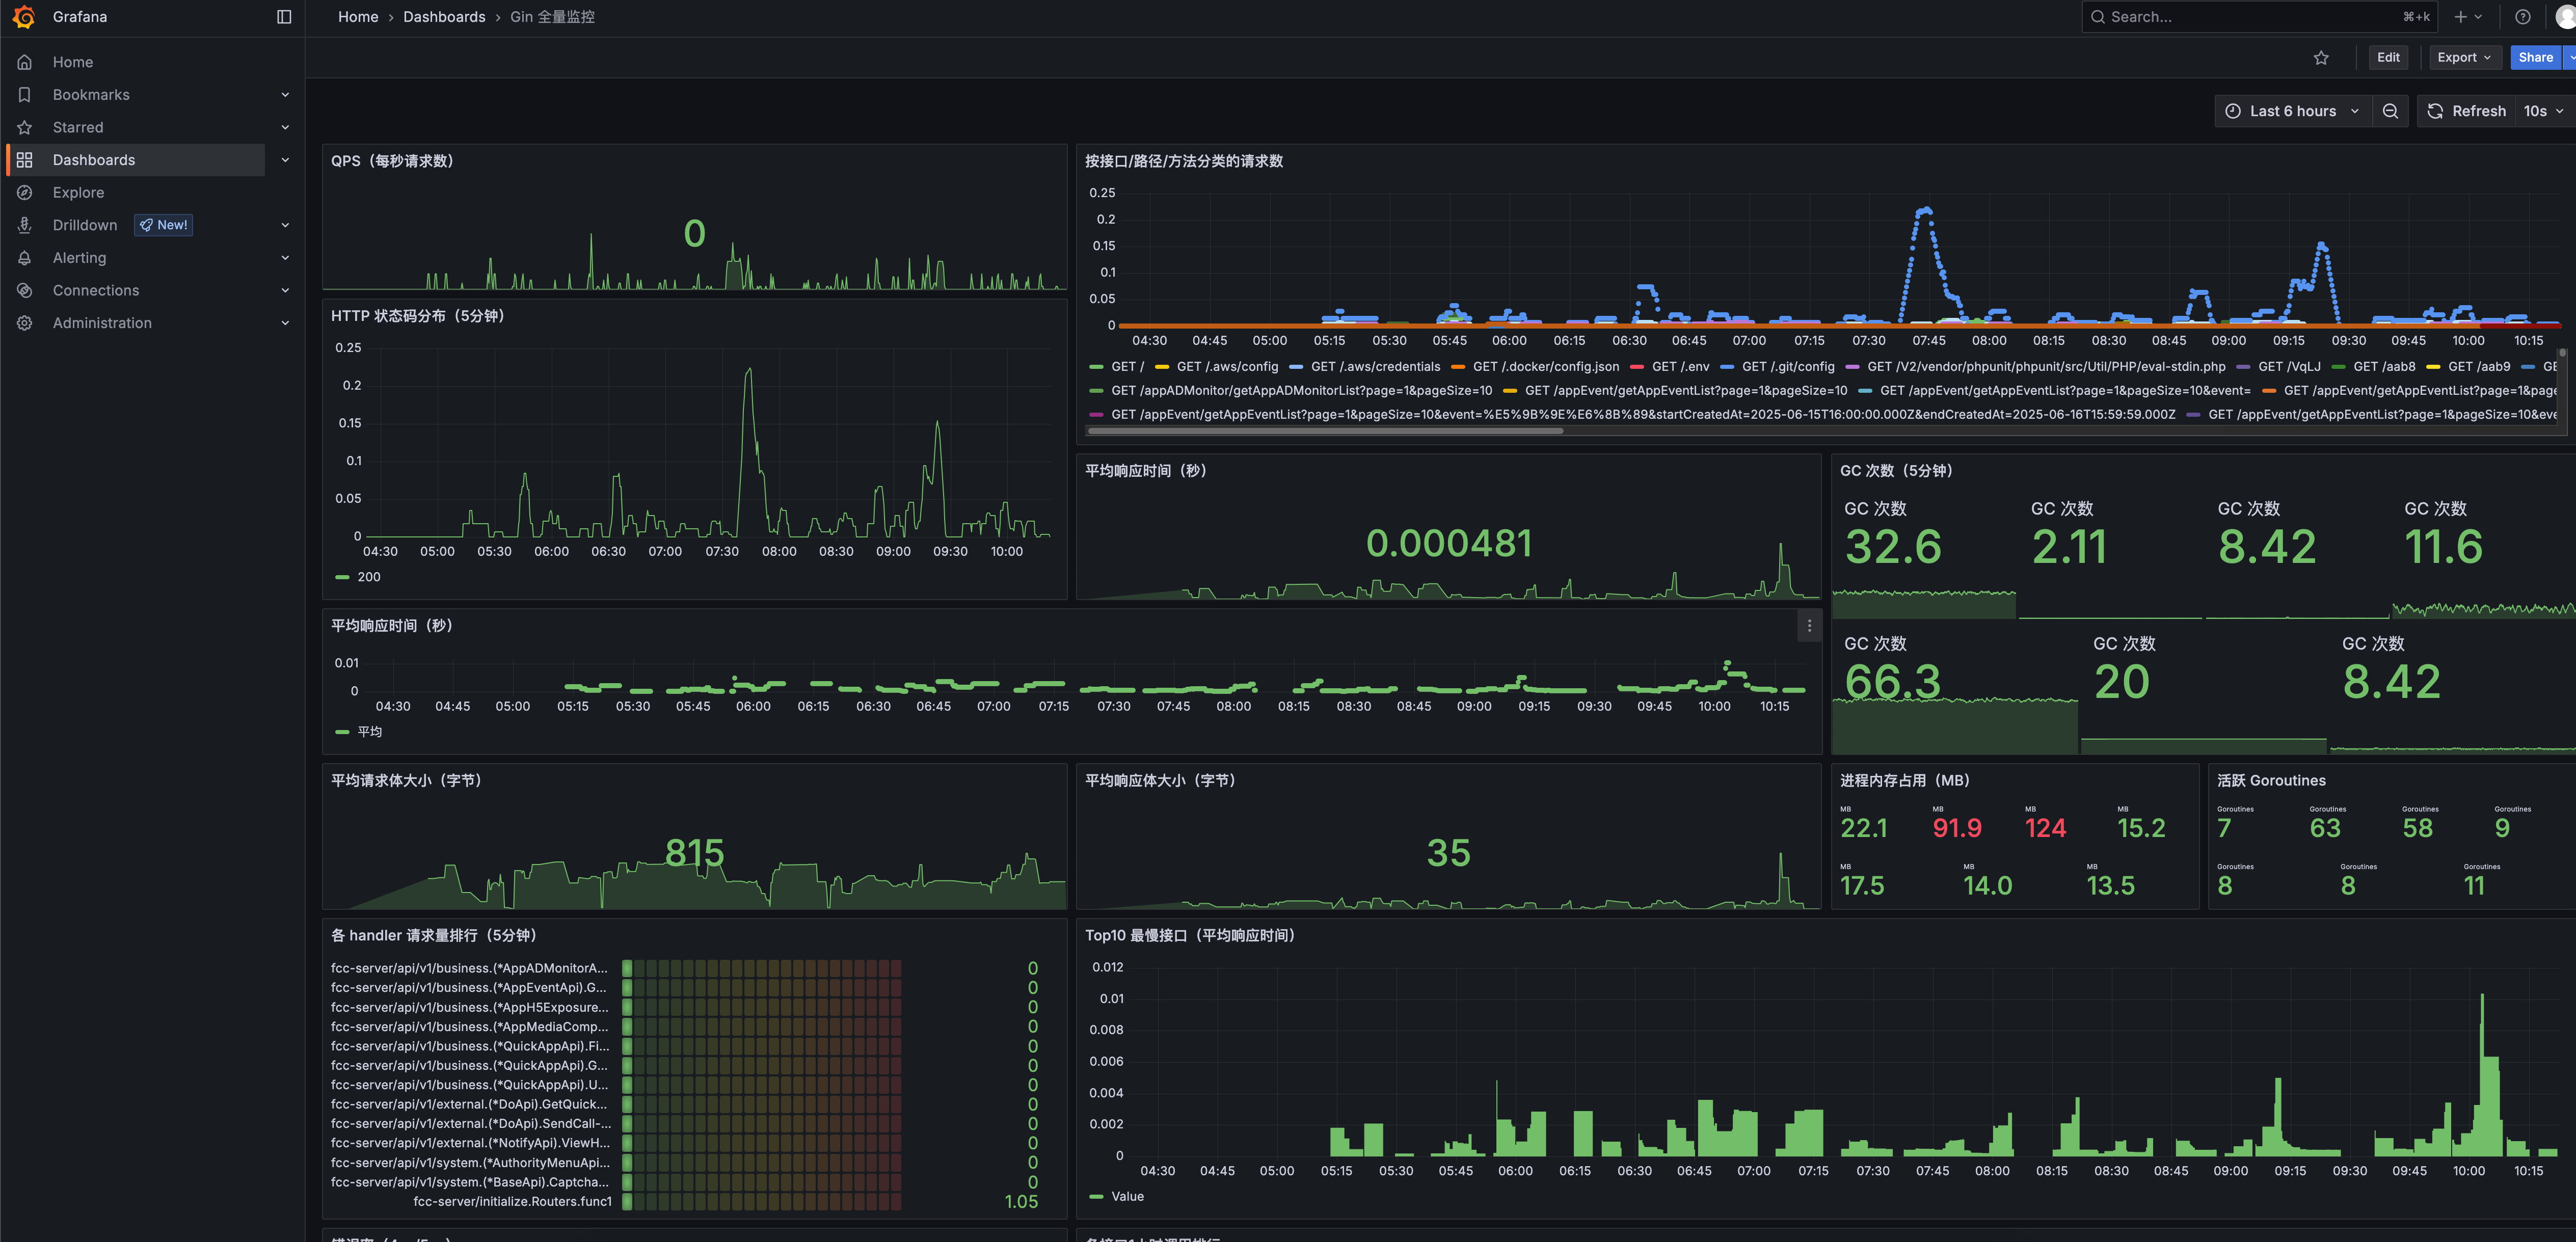 Grafana
Home › Dashboards › Gin 全量监控
Search... ⌘+k
Home
Bookmarks
Starred
Dashboards
Explore
Drilldown New!
Alerting
Connections
Administration
Edit Export Share
Last 6 hours Refresh 10s
QPS（每秒请求数）
0
HTTP 状态码分布（5分钟）
0.25
0.2
0.15
0.1
0.05
0
04:30 05:00 05:30 06:00 06:30 07:00 07:30 08:00 08:30 09:00 09:30 10:00
200
按接口/路径/方法分类的请求数
0.25
0.2
0.15
0.1
0.05
0
04:30 04:45 05:00 05:15 05:30 05:45 06:00 06:15 06:30 06:45 07:00 07:15 07:30 07:45 08:00 08:15 08:30 08:45 09:00 09:15 09:30 09:45 10:00 10:15
GET / GET /.aws/config GET /.aws/credentials GET /.docker/config.json GET /.env GET /.git/config GET /V2/vendor/phpunit/phpunit/src/Util/PHP/eval-stdin.php GET /VqLJ GET /aab8 GET /aab9 GE
GET /appADMonitor/getAppADMonitorList?page=1&pageSize=10 GET /appEvent/getAppEventList?page=1&pageSize=10 GET /appEvent/getAppEventList?page=1&pageSize=10&event= GET /appEvent/getAppEventList?page=1&page
GET /appEvent/getAppEventList?page=1&pageSize=10&event=%E5%9B%9E%E6%8B%89&startCreatedAt=2025-06-15T16:00:00.000Z&endCreatedAt=2025-06-16T15:59:59.000Z GET /appEvent/getAppEventList?page=1&pageSize=10&eve
平均响应时间（秒）
0.000481
GC 次数（5分钟）
GC 次数 GC 次数 GC 次数 GC 次数
32.6 2.11 8.42 11.6
GC 次数 GC 次数 GC 次数
66.3 20 8.42
平均响应时间（秒）
0.01
0
04:30 04:45 05:00 05:15 05:30 05:45 06:00 06:15 06:30 06:45 07:00 07:15 07:30 07:45 08:00 08:15 08:30 08:45 09:00 09:15 09:30 09:45 10:00 10:15
平均
平均请求体大小（字节）
815
平均响应体大小（字节）
35
进程内存占用（MB）
MB MB MB MB
22.1 91.9 124 15.2
MB MB MB
17.5 14.0 13.5
活跃 Goroutines
Goroutines Goroutines Goroutines Goroutines
7 63 58 9
Goroutines Goroutines Goroutines
8 8 11
各 handler 请求量排行（5分钟）
fcc-server/api/v1/business.(*AppADMonitorA... 0
fcc-server/api/v1/business.(*AppEventApi).G... 0
fcc-server/api/v1/business.(*AppH5Exposure... 0
fcc-server/api/v1/business.(*AppMediaComp... 0
fcc-server/api/v1/business.(*QuickAppApi).Fi... 0
fcc-server/api/v1/business.(*QuickAppApi).G... 0
fcc-server/api/v1/business.(*QuickAppApi).U... 0
fcc-server/api/v1/external.(*DoApi).GetQuick... 0
fcc-server/api/v1/external.(*DoApi).SendCall-... 0
fcc-server/api/v1/external.(*NotifyApi).ViewH... 0
fcc-server/api/v1/system.(*AuthorityMenuApi... 0
fcc-server/api/v1/system.(*BaseApi).Captcha... 0
fcc-server/initialize.Routers.func1 1.05
Top10 最慢接口（平均响应时间）
0.012
0.01
0.008
0.006
0.004
0.002
0
04:30 04:45 05:00 05:15 05:30 05:45 06:00 06:15 06:30 06:45 07:00 07:15 07:30 07:45 08:00 08:15 08:30 08:45 09:00 09:15 09:30 09:45 10:00 10:15
Value